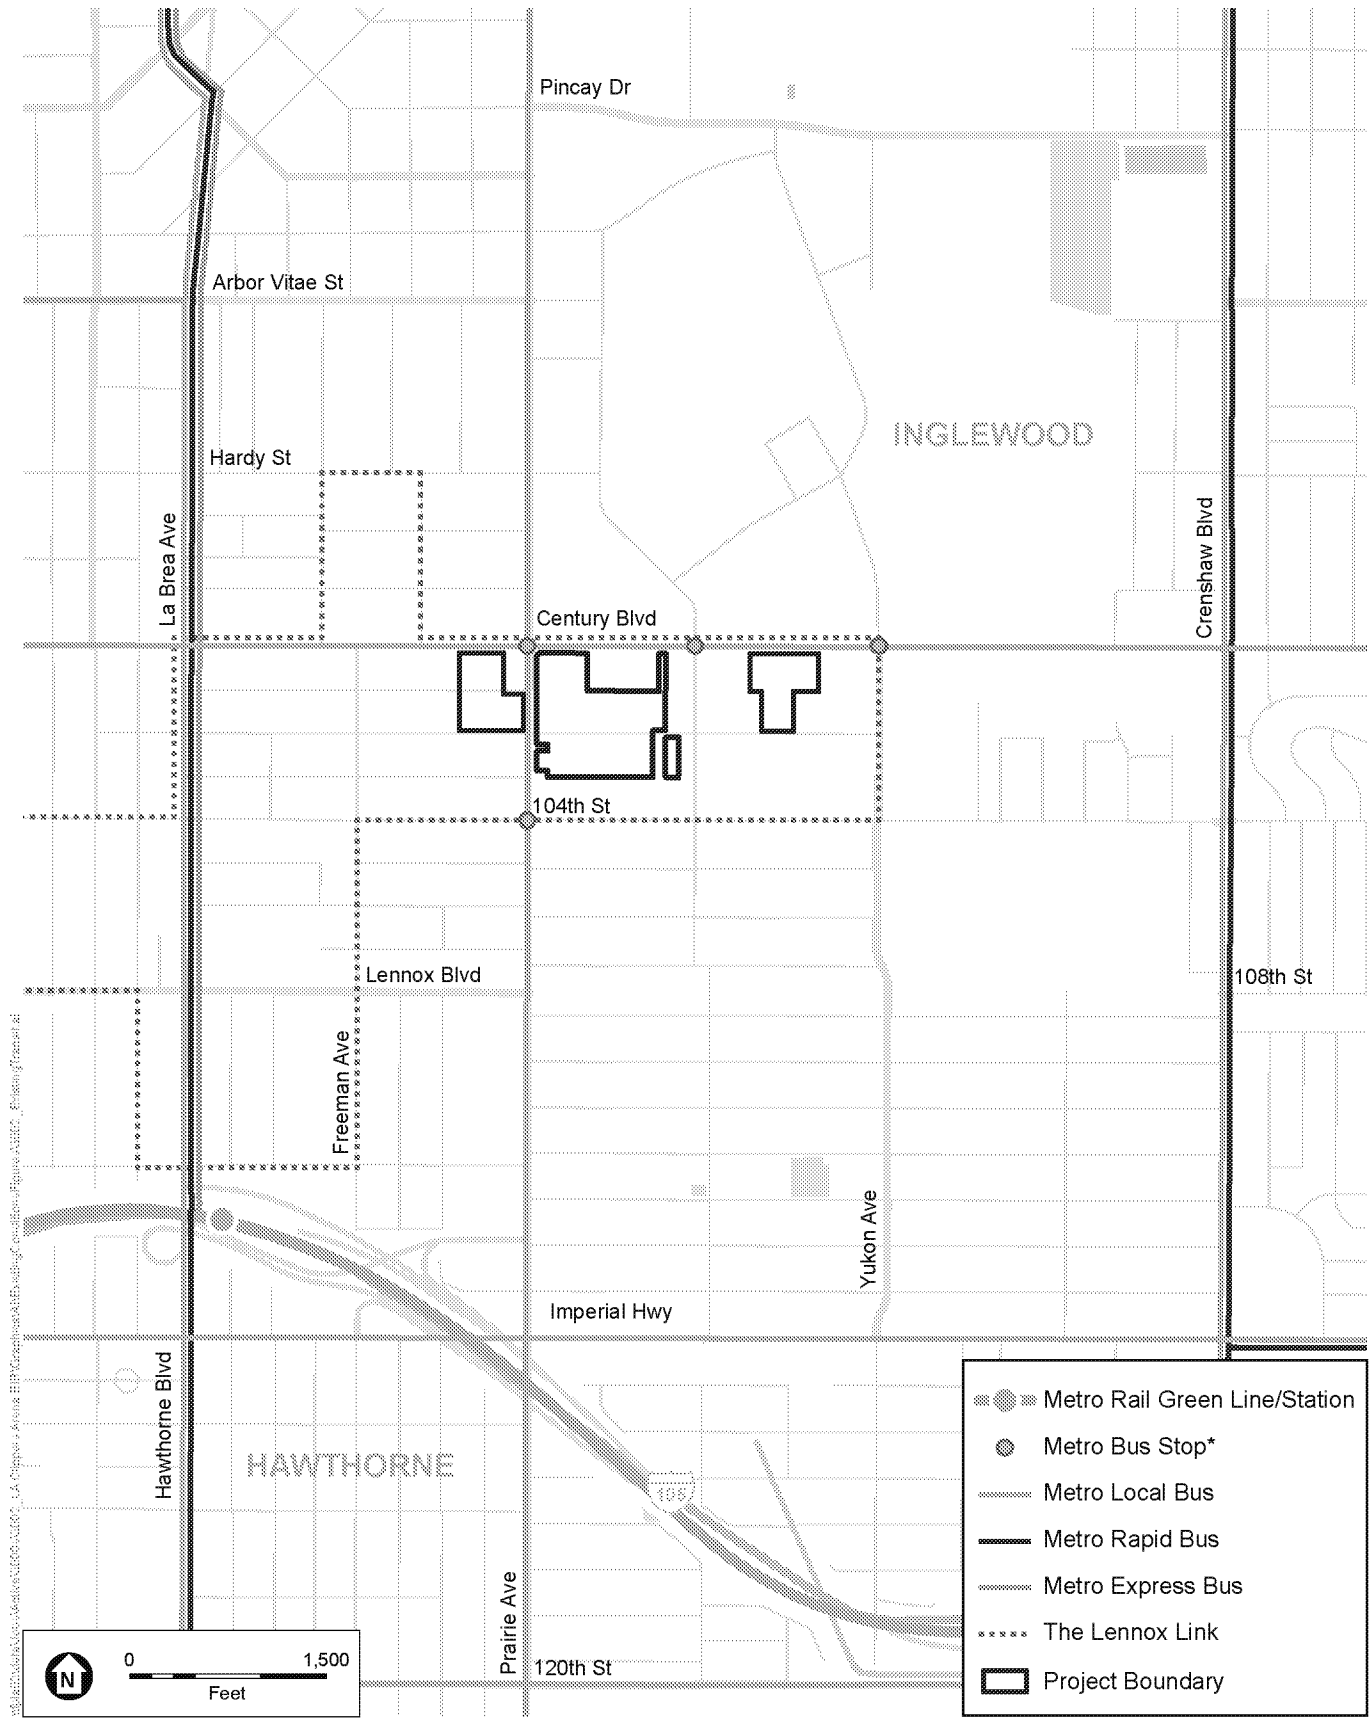 Pincay Dr
Arbor Vitae St
INGLEWOOD
Hardy St
La Brea Ave
Crenshaw Blvd
Century Blvd
104th St
Lennox Blvd
108th St
Freeman Ave
Yukon Ave
Imperial Hwy
Hawthorne Blvd
HAWTHORNE
105
Prairie Ave
120th St
Metro Rail Green Line/Station
Metro Bus Stop*
Metro Local Bus
Metro Rapid Bus
Metro Express Bus
The Lennox Link
Project Boundary
N
0 1,500
Feet